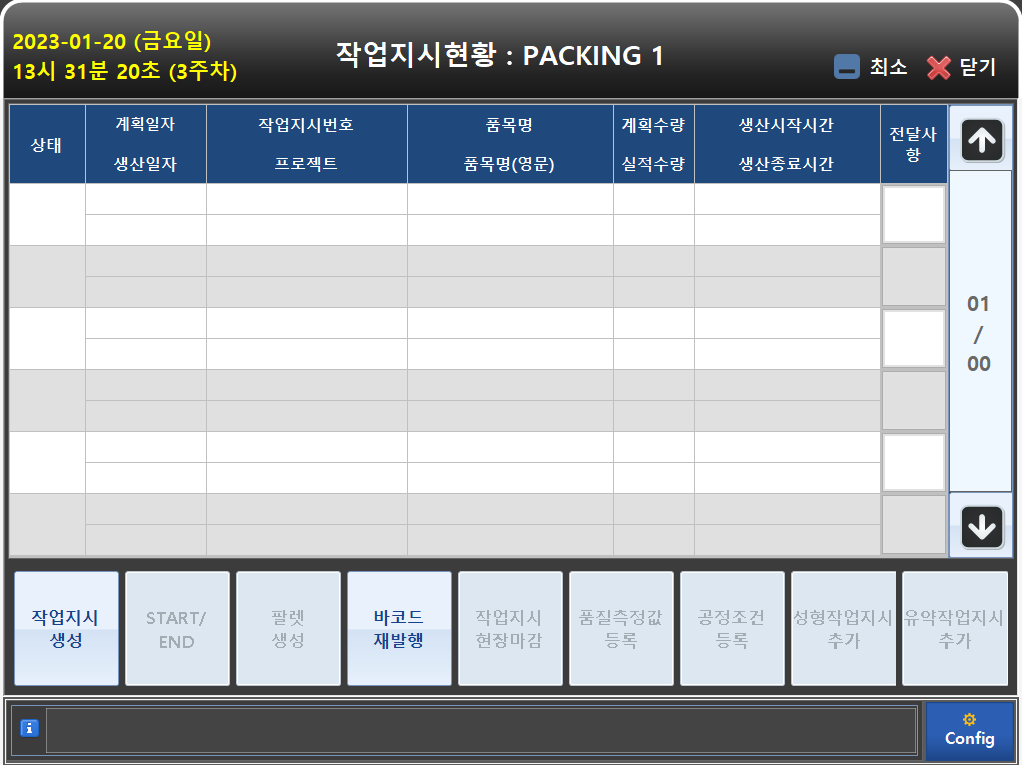 2023-01-20 (금요일)
13시 31분 20초 (3주차)
작업지시현황 : PACKING 1
최소
닫기
상태
계획일자
생산일자
작업지시번호
프로젝트
품목명
품목명(영문)
계획수량
실적수량
생산시작시간
생산종료시간
전달사
항
01
/
00
작업지시
생성
START/
END
팔렛
생성
바코드
재발행
작업지시
현장마감
품질측정값
등록
공정조건
등록
성형작업지시
추가
유약작업지시
추가
i
Config